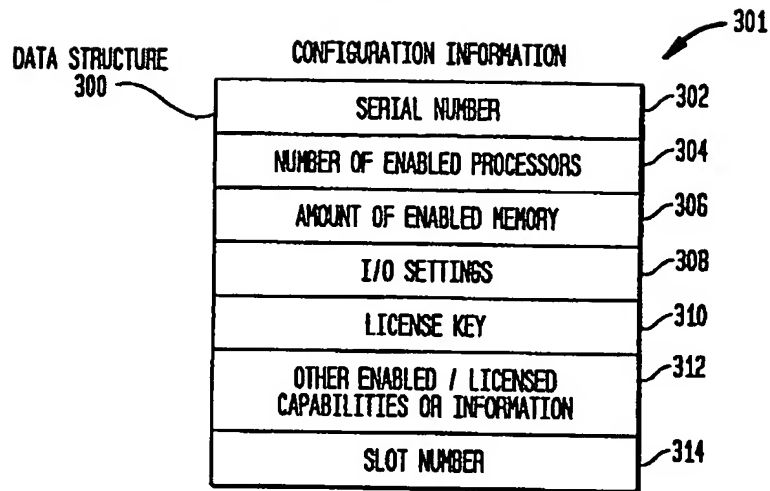 CONFIGURATION INFORMATION
301
DATA STRUCTURE
300
SERIAL NUMBER
302
NUMBER OF ENABLED PROCESSORS
304
AMOUNT OF ENABLED MEMORY
306
I/O SETTINGS
308
LICENSE KEY
310
OTHER ENABLED / LICENSED
CAPABILITIES OR INFORMATION
312
SLOT NUMBER
314